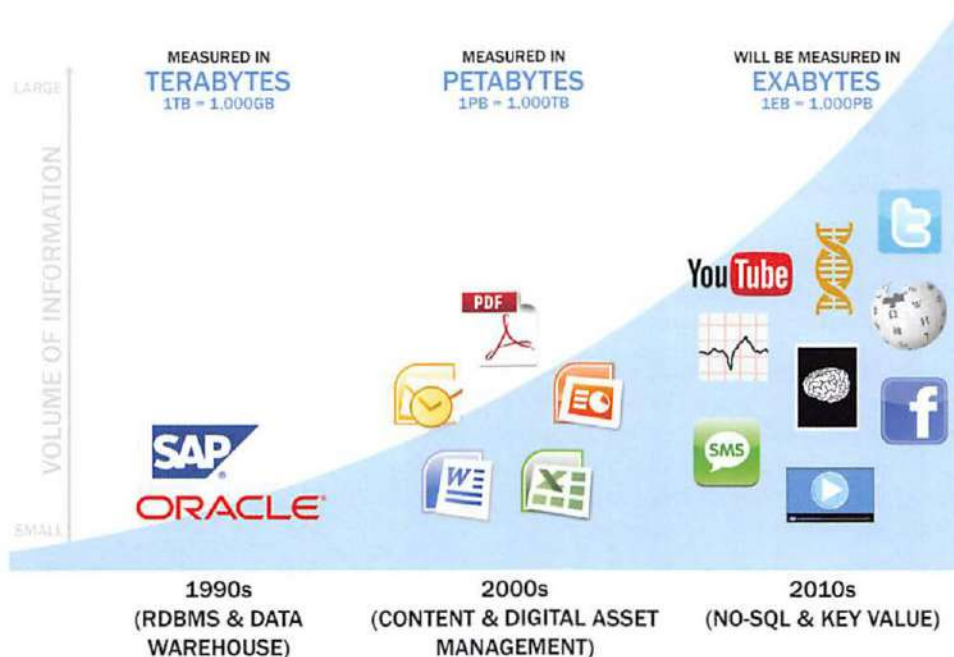 MEASURED IN
TERABYTES
1TB = 1.000GB
MEASURED IN
PETABYTES
1PB = 1.000TB
WILL BE MEASURED IN
EXABYTES
1EB = 1.000PB
LARGE
VOLUME OF INFORMATION
SMALL
SAP
ORACLE
PDF
W
X
YouTube
SMS
t
W
f
1990s
(RDBMS & DATA
WAREHOUSE)
2000s
(CONTENT & DIGITAL ASSET
MANAGEMENT)
2010s
(NO-SQL & KEY VALUE)